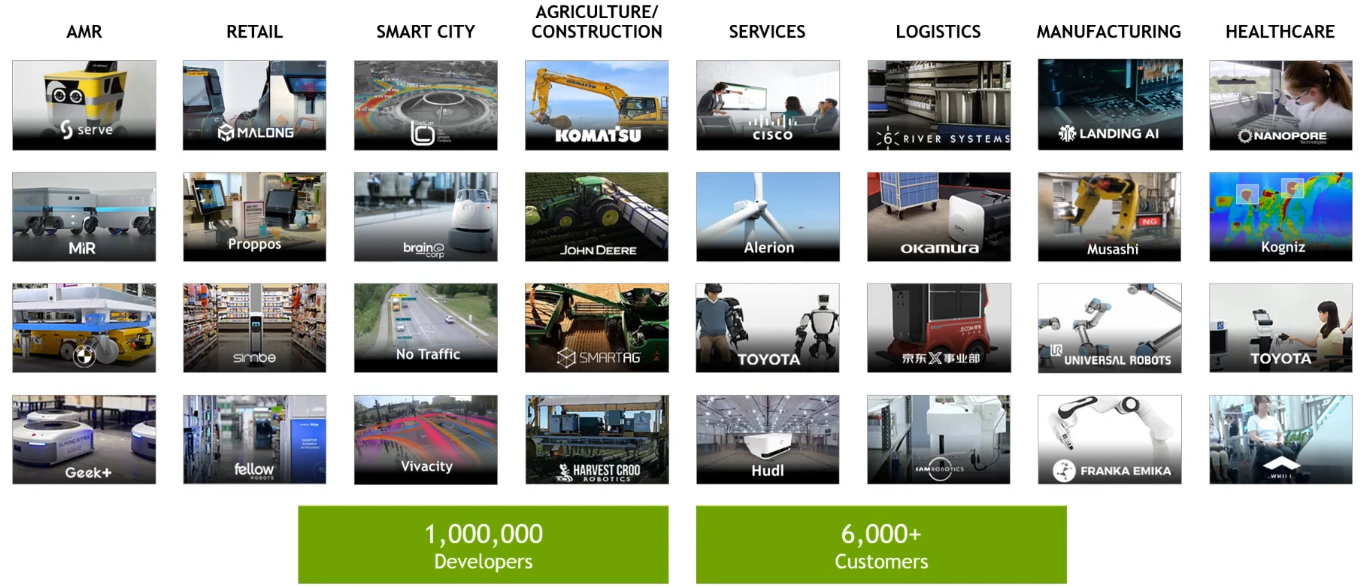 AMR
RETAIL
SMART CITY
AGRICULTURE/
CONSTRUCTION
SERVICES
LOGISTICS
MANUFACTURING
HEALTHCARE
serve
MALONG
KOMATSU
CISCO
6 RIVER SYSTEMS
LANDING AI
NANOPORE
Technologies
MiR
Proppos
brain
corp
JOHN DEERE
Alerion
okamura
NG
Musashi
Kogniz
simbe
No Traffic
SMARTAG
TOYOTA
京东X事业部
UR
UNIVERSAL ROBOTS
TOYOTA
Geek+
fellow
ROBOTS
Vivacity
HARVEST CROO
ROBOTICS
Hudl
IAM ROBOTICS
FRANKA EMIKA
WHILL
1,000,000
Developers
6,000+
Customers